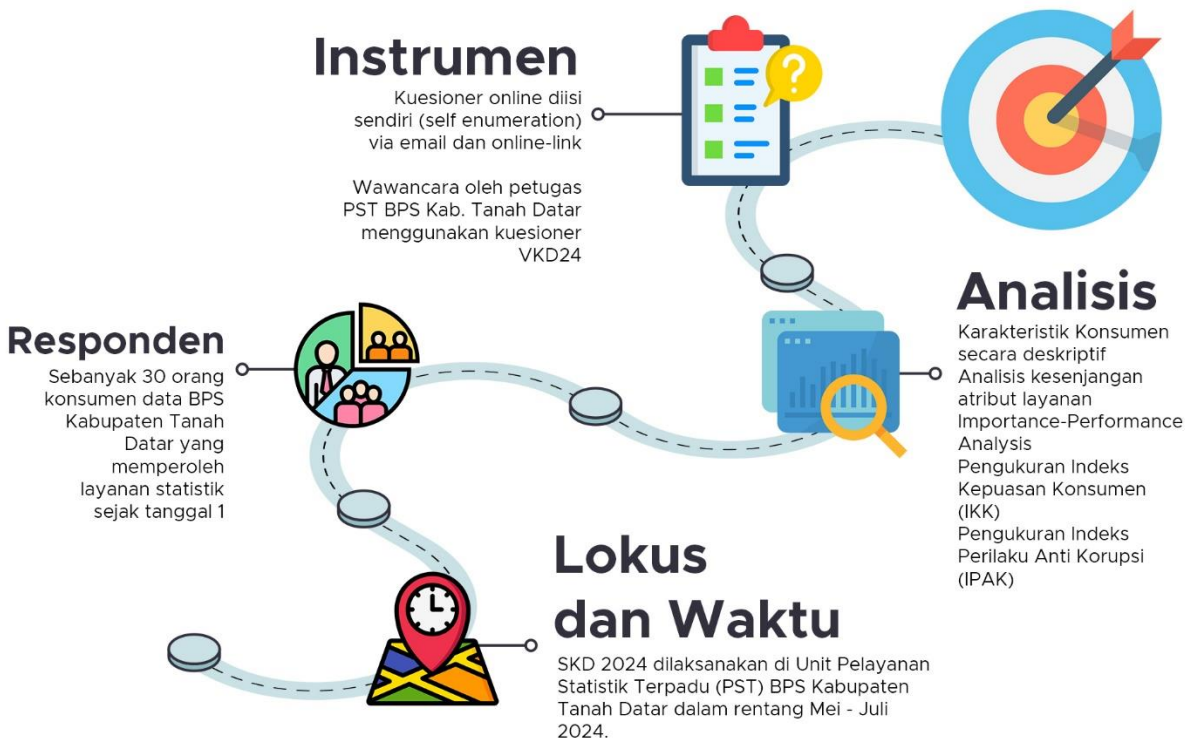 Instrumen
Kuesioner online diisi
sendiri (self enumeration)
via email dan online-link
Wawancara oleh petugas
PST BPS Kab. Tanah Datar
menggunakan kuesioner
VKD24
?
Responden
Sebanyak 30 orang
konsumen data BPS
Kabupaten Tanah
Datar yang
memperoleh
layanan statistik
sejak tanggal 1
Analisis
Karakteristik Konsumen
secara deskriptif
Analisis kesenjangan
atribut layanan
Importance-Performance
Analysis
Pengukuran Indeks
Kepuasan Konsumen
(IKK)
Pengukuran Indeks
Perilaku Anti Korupsi
(IPAK)
Lokus
dan Waktu
SKD 2024 dilaksanakan di Unit Pelayanan
Statistik Terpadu (PST) BPS Kabupaten
Tanah Datar dalam rentang Mei - Juli
2024.